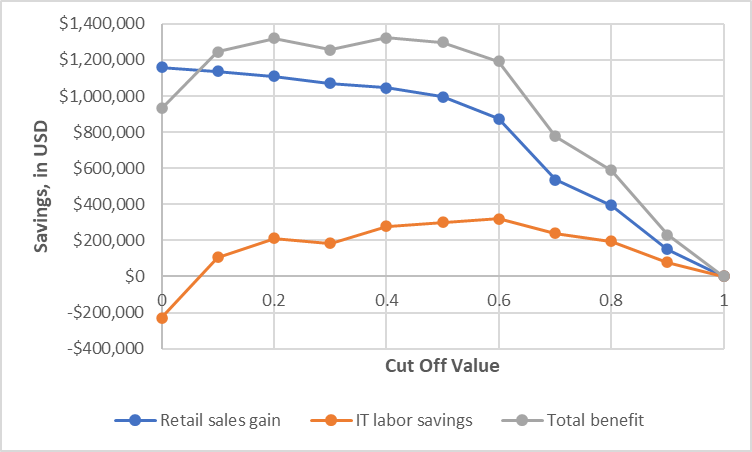 $1,400,000
$1,200,000
$1,000,000
$800,000
$600,000
$400,000
$200,000
$0
-$200,000
-$400,000
Savings, in USD
0 0.2 0.4 0.6 0.8 1
Cut Off Value
Retail sales gain IT labor savings Total benefit